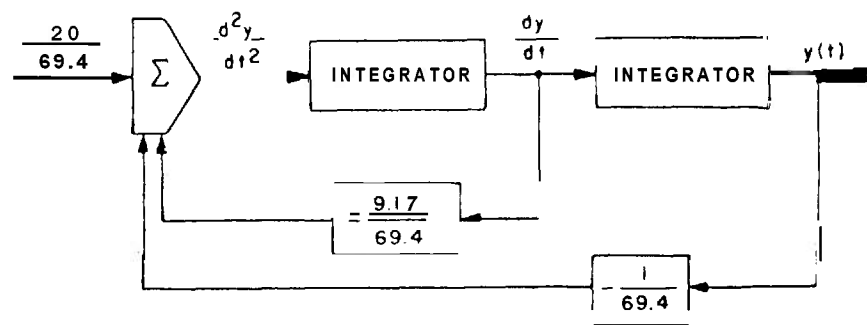 20
69.4
Σ
d²y
dt²
INTEGRATOR
dy
dt
INTEGRATOR
y(t)
= 9.17
69.4
- 1
69.4